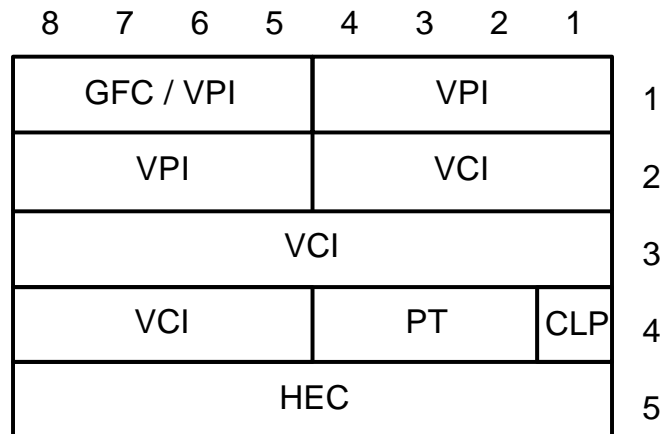 8 7 6 5 4 3 2 1
GFC / VPI VPI 1
VPI VCI 2
VCI 3
VCI PT CLP 4
HEC 5